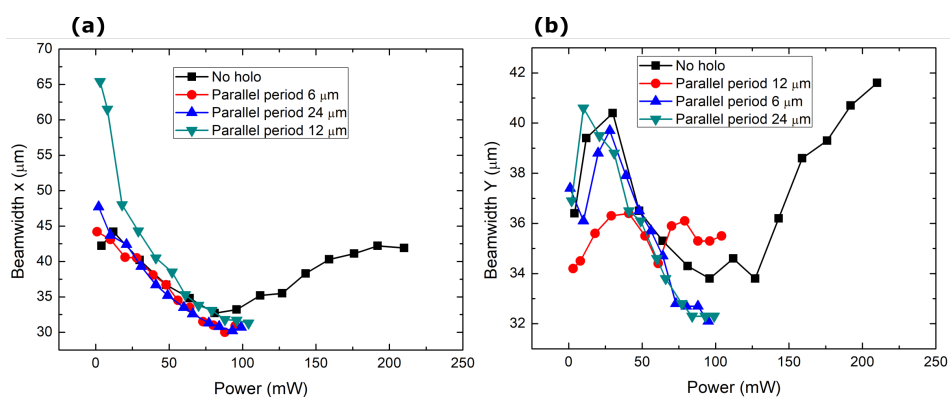 (a)
(b)
No holo
Parallel period 6 μm
Parallel period 24 μm
Parallel period 12 μm
70
65
60
55
50
45
40
35
30
Beamwidth x (μm)
0
50
100
150
200
250
Power (mW)
No holo
Parallel period 12 μm
Parallel period 6 μm
Parallel period 24 μm
42
40
38
36
34
32
Beamwidth Y (μm)
0
50
100
150
200
250
Power (mW)